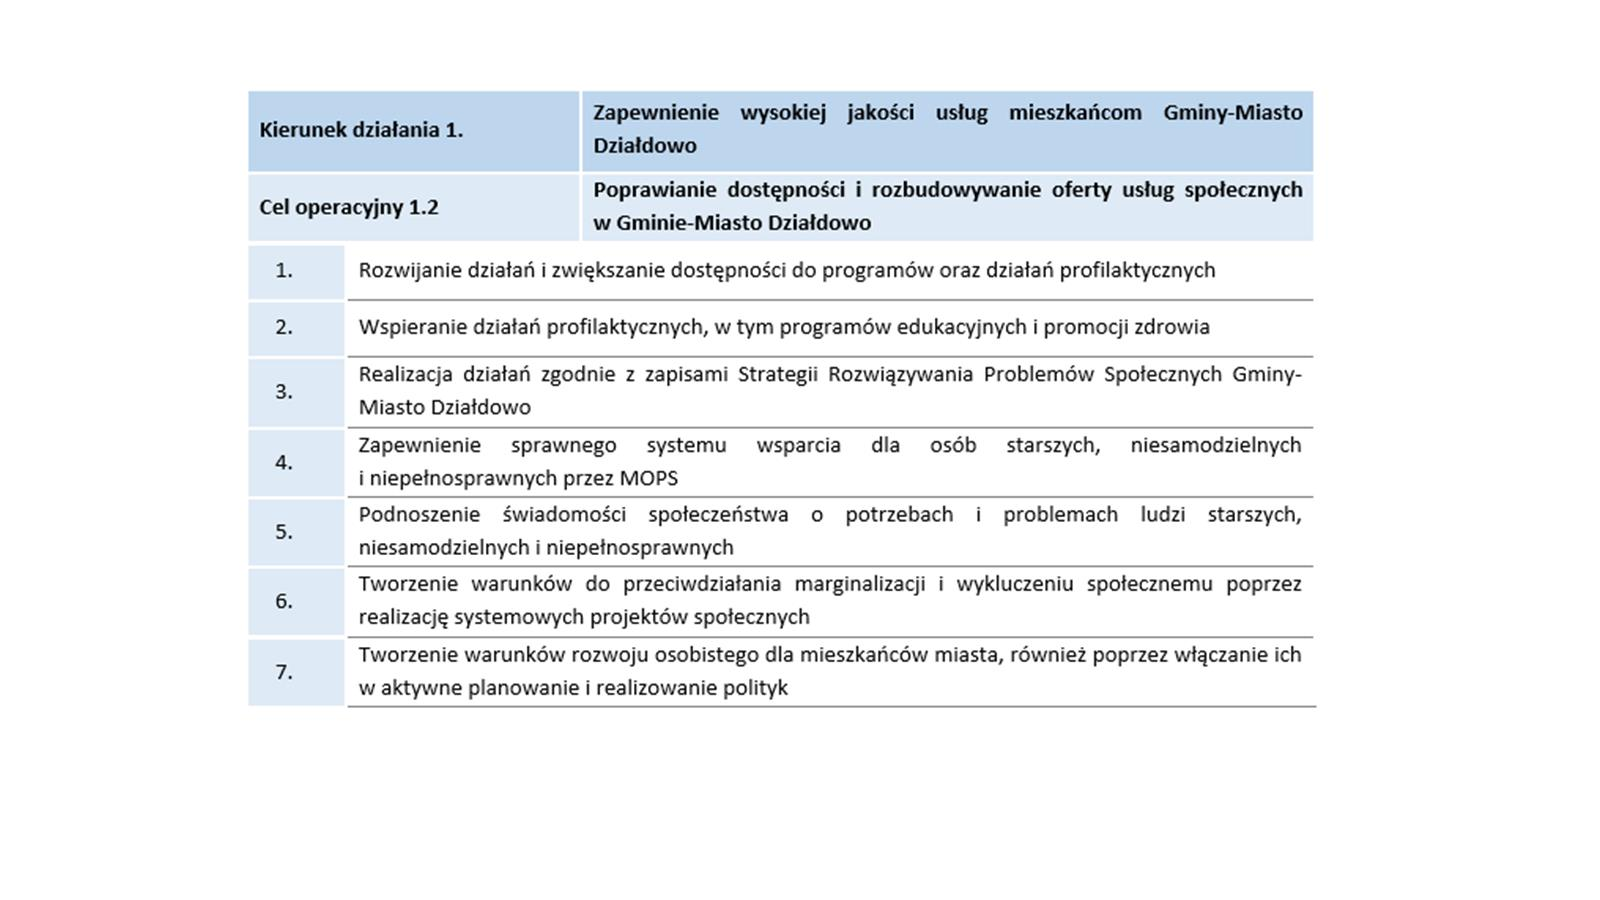 Kierunek działania 1.
Zapewnienie wysokiej jakości usług mieszkańcom Gminy-Miasto
Działdowo
Cel operacyjny 1.2
Poprawianie dostępności i rozbudowywanie oferty usług społecznych
w Gminie-Miasto Działdowo
1. Rozwijanie działań i zwiększanie dostępności do programów oraz działań profilaktycznych
2. Wspieranie działań profilaktycznych, w tym programów edukacyjnych i promocji zdrowia
3. Realizacja działań zgodnie z zapisami Strategii Rozwiązywania Problemów Społecznych Gminy-
Miasto Działdowo
4. Zapewnienie sprawnego systemu wsparcia dla osób starszych, niesamodzielnych
i niepełnosprawnych przez MOPS
5. Podnoszenie świadomości społeczeństwa o potrzebach i problemach ludzi starszych,
niesamodzielnych i niepełnosprawnych
6. Tworzenie warunków do przeciwdziałania marginalizacji i wykluczeniu społecznemu poprzez
realizację systemowych projektów społecznych
7. Tworzenie warunków rozwoju osobistego dla mieszkańców miasta, również poprzez włączanie ich
w aktywne planowanie i realizowanie polityk